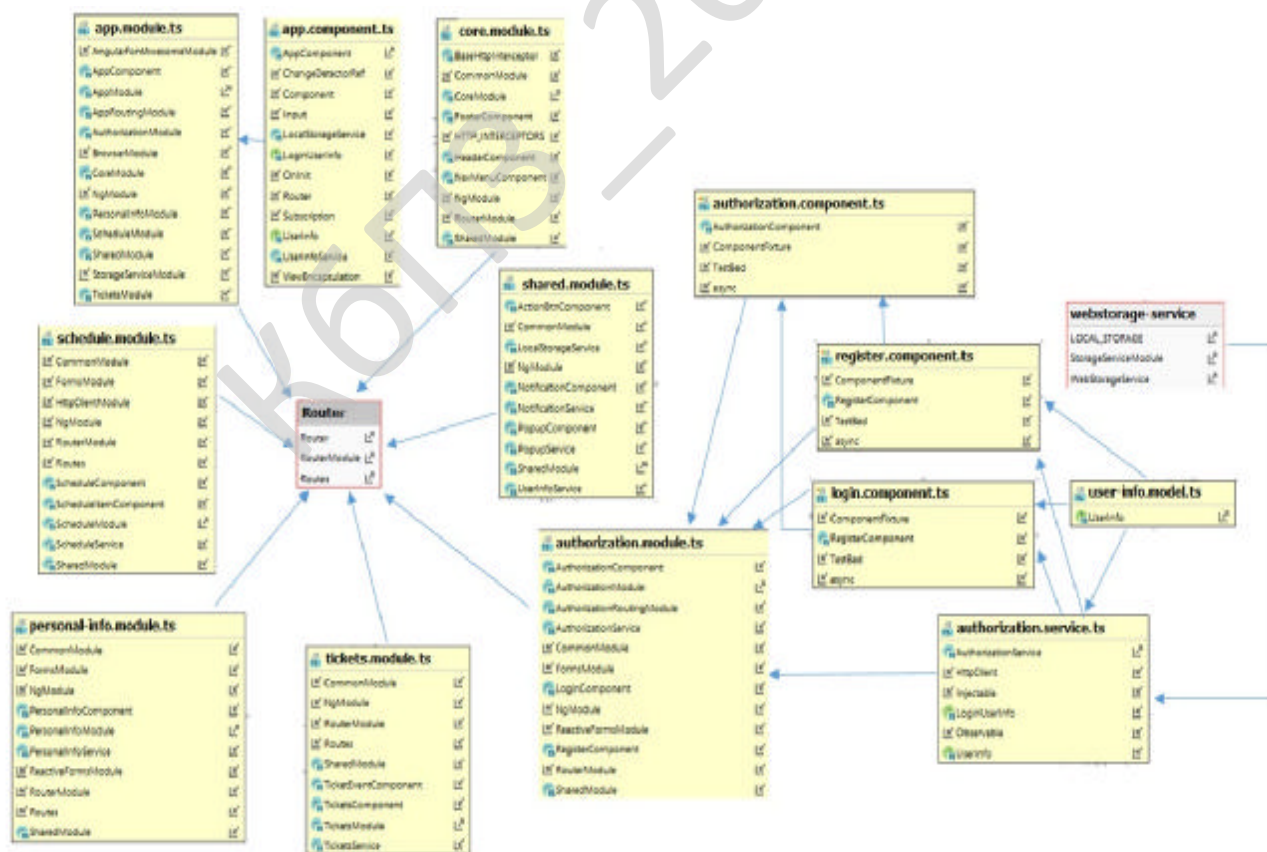 app.module.ts
AngularFontAwesomeModule
AppComponent
AppModule
AppRoutingModule
AuthorizationModule
BrowserModule
CoreModule
NgModule
PersonalInfoModule
ScheduleModule
SharedModule
StorageServiceModule
TicketsModule
app.component.ts
AppComponent
ChangeDetectorRef
Component
Input
LocalStorageService
LoginUserInfo
OnInit
Router
Subscription
UserInfo
UserInfoService
ViewEncapsulation
core.module.ts
BaseHttpInterceptor
CommonModule
CoreModule
FooterComponent
HTTP_INTERCEPTORS
HeaderComponent
NavMenuComponent
NgModule
RouterModule
SharedModule
schedule.module.ts
CommonModule
FormsModule
HttpClientModule
NgModule
RouterModule
Routes
ScheduleComponent
ScheduleItemComponent
ScheduleModule
ScheduleService
SharedModule
Router
Router
RouterModule
Routes
shared.module.ts
ActionBtnComponent
CommonModule
LocalStorageService
NgModule
NotificationComponent
NotificationService
PopupComponent
PopupService
SharedModule
UserInfoService
authorization.component.ts
AuthorizationComponent
ComponentFixture
TestBed
async
webstorage-service
LOCAL_STORAGE
StorageServiceModule
WebStorageService
register.component.ts
ComponentFixture
RegisterComponent
TestBed
async
login.component.ts
ComponentFixture
RegisterComponent
TestBed
async
user-info.model.ts
UserInfo
authorization.module.ts
AuthorizationComponent
AuthorizationModule
AuthorizationRoutingModule
AuthorizationService
CommonModule
FormsModule
LoginComponent
NgModule
ReactiveFormsModule
RegisterComponent
RouterModule
SharedModule
authorization.service.ts
AuthorizationService
HttpClient
Injectable
LoginUserInfo
Observable
UserInfo
personal-info.module.ts
CommonModule
FormsModule
NgModule
PersonalInfoComponent
PersonalInfoModule
PersonalInfoService
ReactiveFormsModule
RouterModule
Routes
SharedModule
tickets.module.ts
CommonModule
NgModule
RouterModule
Routes
SharedModule
TicketEventComponent
TicketsComponent
TicketsModule
TicketsService